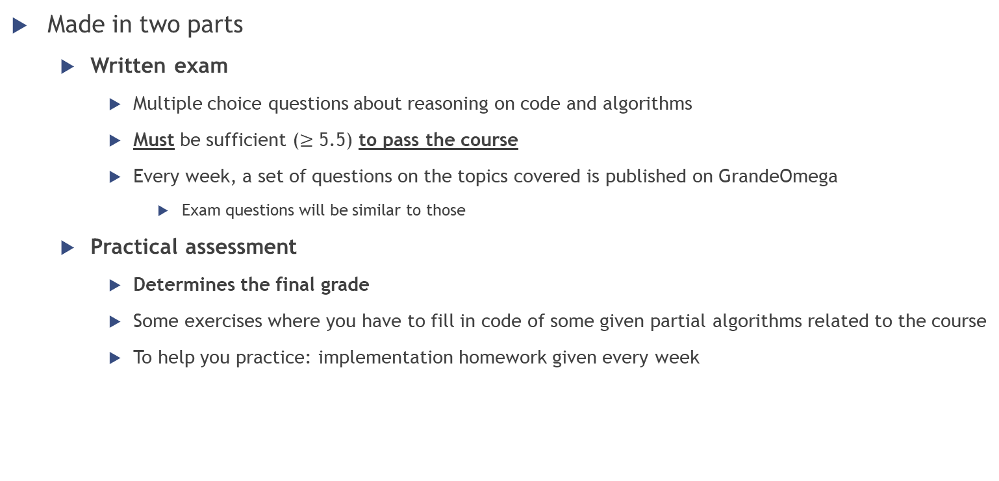 Made in two parts
Written exam
Multiple choice questions about reasoning on code and algorithms
Must be sufficient (≥ 5.5) to pass the course
Every week, a set of questions on the topics covered is published on GrandeOmega
Exam questions will be similar to those
Practical assessment
Determines the final grade
Some exercises where you have to fill in code of some given partial algorithms related to the course
To help you practice: implementation homework given every week